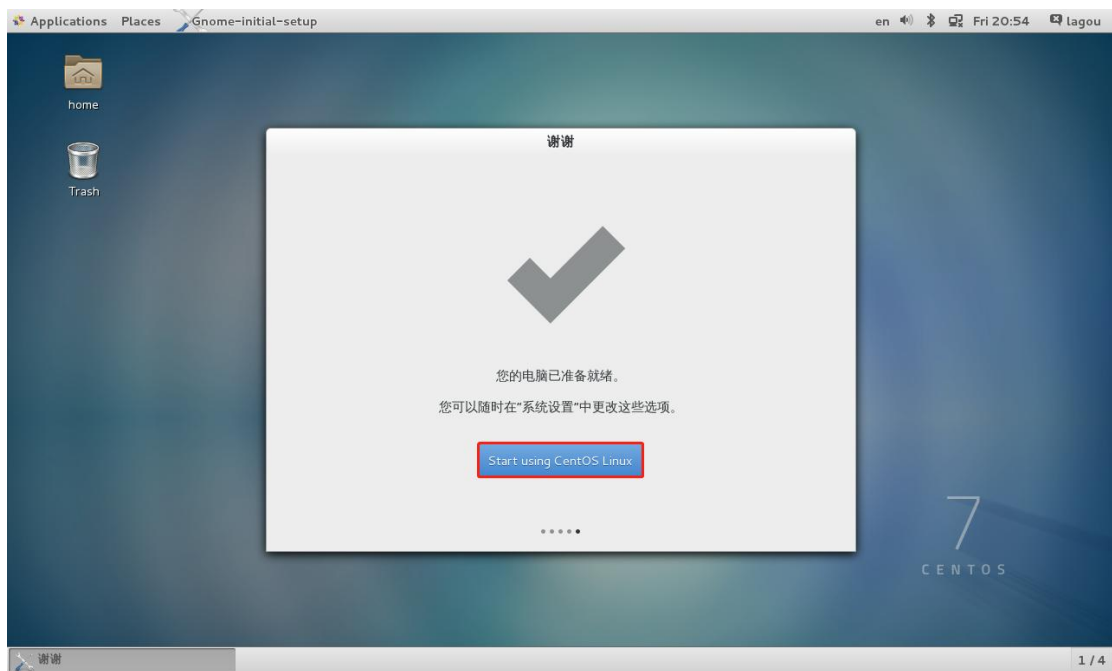 Applications Places Gnome-initial-setup en Fri 20:54 lagou
home
Trash
谢谢
您的电脑已准备就绪。
您可以随时在"系统设置"中更改这些选项。
Start using CentOS Linux
7
CENTOS
谢谢 1 / 4